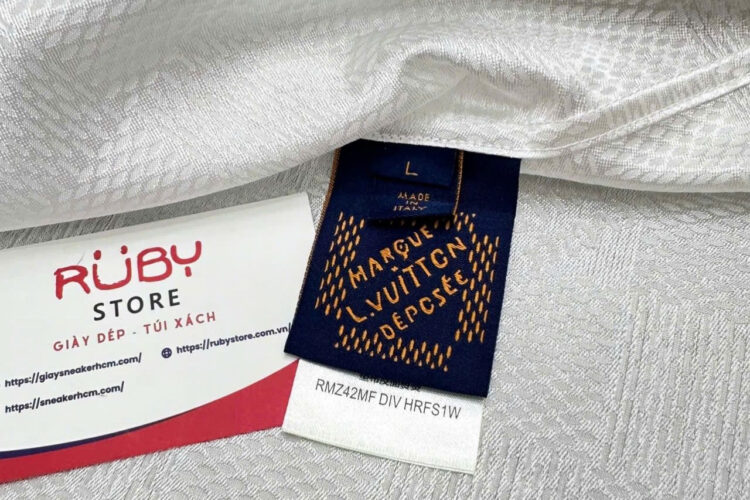 RÜBY
STORE
GIÀY DÉP - TÚI XÁCH
https://giaysneakerhcm.com/
https://rubystore.com.vn/
https://sneakerhcm.com/
L
MADE
IN
ITALY
MARQUE
L.VUITTON
DÉPOSÉE
RMZ42MF DIV HRFS1W